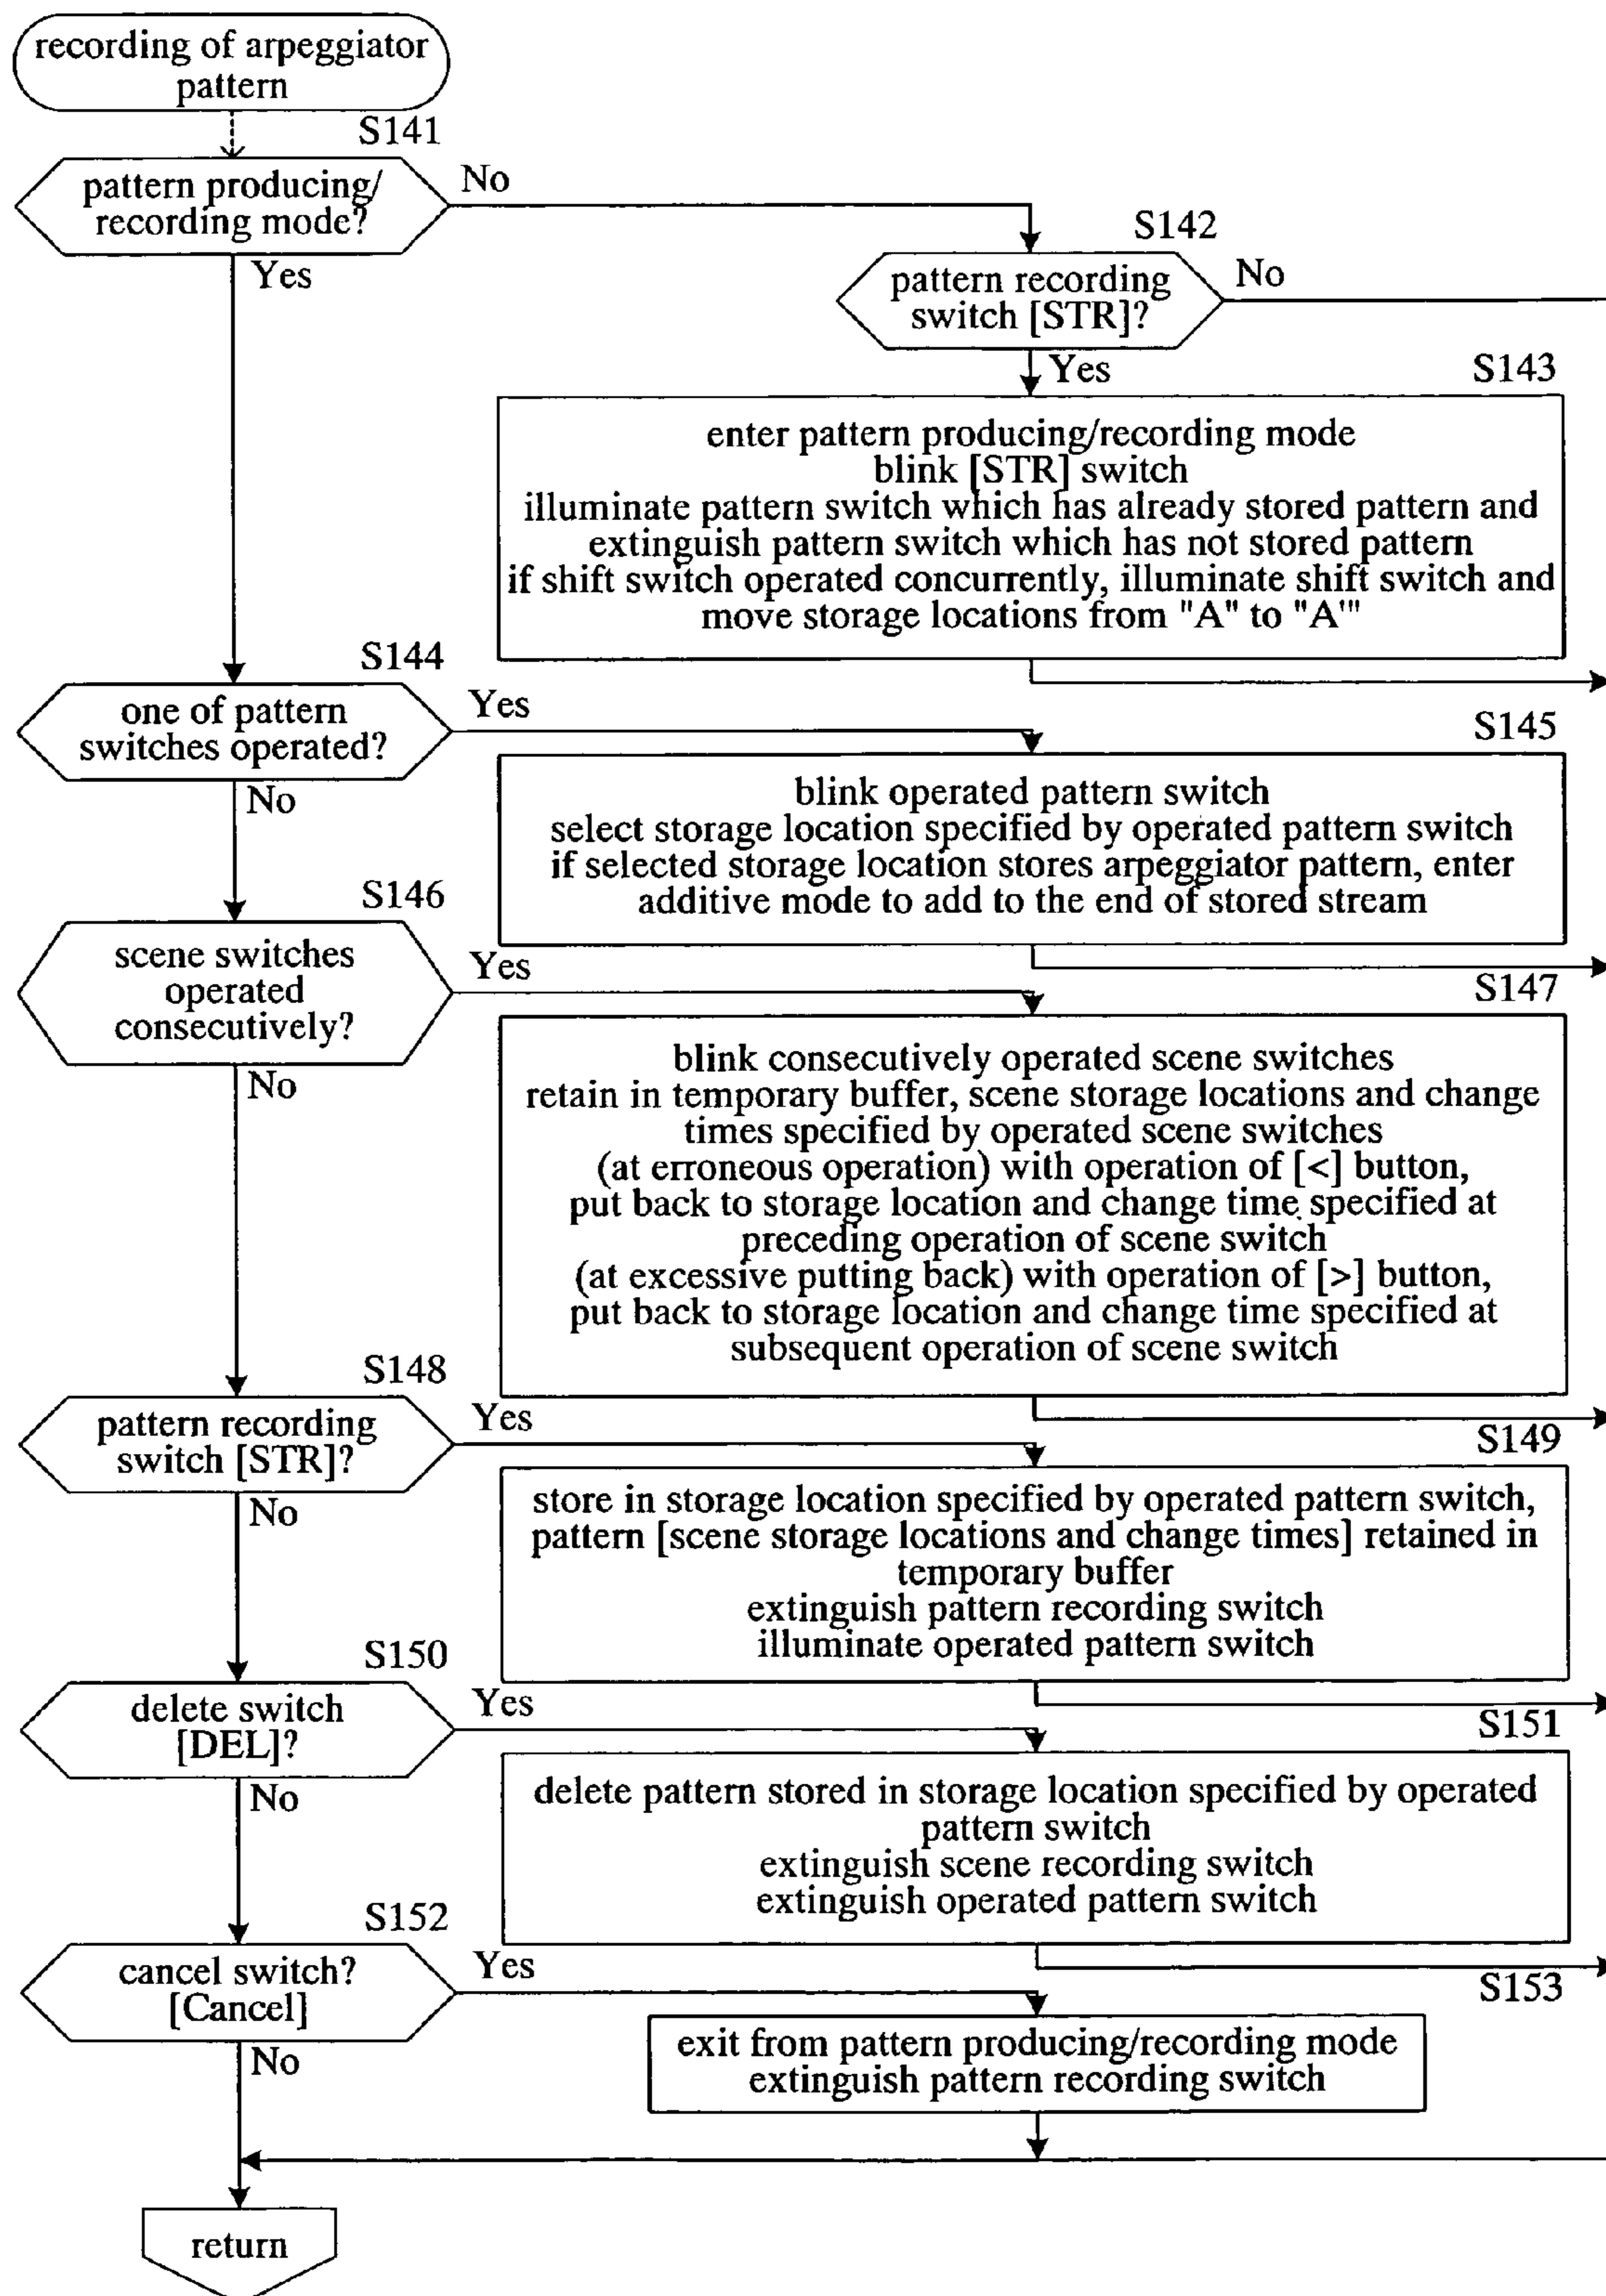 recording of arpeggiator
pattern
S141
pattern producing/
recording mode?
No
Yes
S142
pattern recording
switch [STR]?
No
Yes
S143
enter pattern producing/recording mode
blink [STR] switch
illuminate pattern switch which has already stored pattern and
extinguish pattern switch which has not stored pattern
if shift switch operated concurrently, illuminate shift switch and
move storage locations from "A" to "A'"
S144
one of pattern
switches operated?
Yes
No
S145
blink operated pattern switch
select storage location specified by operated pattern switch
if selected storage location stores arpeggiator pattern, enter
additive mode to add to the end of stored stream
S146
scene switches
operated
consecutively?
Yes
No
S147
blink consecutively operated scene switches
retain in temporary buffer, scene storage locations and change
times specified by operated scene switches
(at erroneous operation) with operation of [<] button,
put back to storage location and change time specified at
preceding operation of scene switch
(at excessive putting back) with operation of [>] button,
put back to storage location and change time specified at
subsequent operation of scene switch
S148
pattern recording
switch [STR]?
Yes
No
S149
store in storage location specified by operated pattern switch,
pattern [scene storage locations and change times] retained in
temporary buffer
extinguish pattern recording switch
illuminate operated pattern switch
S150
delete switch
[DEL]?
Yes
No
S151
delete pattern stored in storage location specified by operated
pattern switch
extinguish scene recording switch
extinguish operated pattern switch
S152
cancel switch?
[Cancel]
Yes
No
S153
exit from pattern producing/recording mode
extinguish pattern recording switch
return